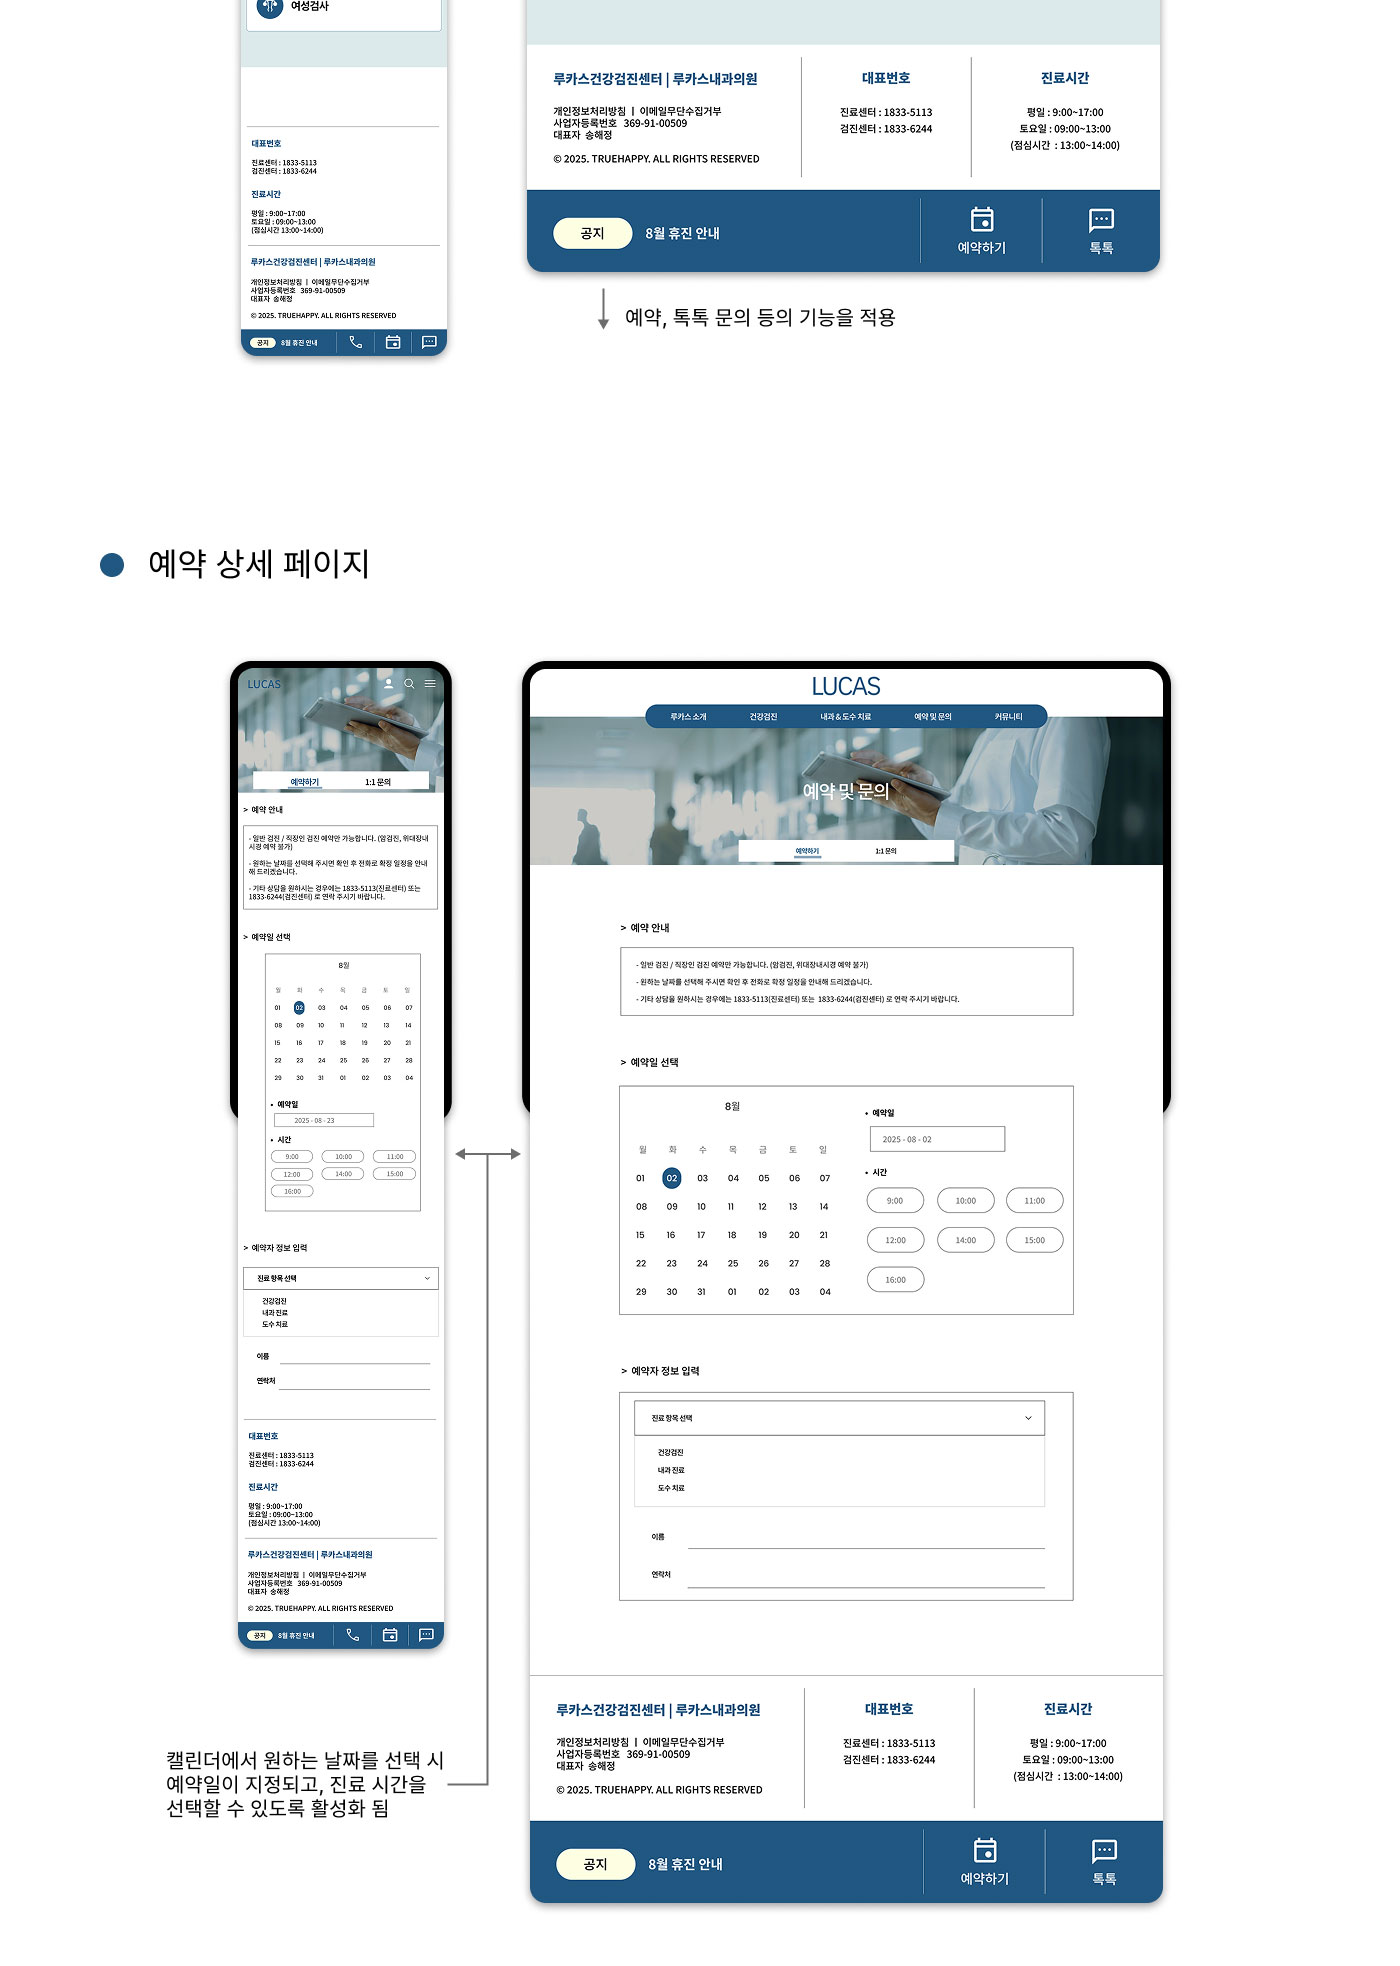 여성검사
대표번호
진료센터 : 1833-5113
검진센터 : 1833-6244
진료시간
평일 : 9:00~17:00
토요일 : 09:00~13:00
(점심시간 13:00~14:00)
루카스건강검진센터 | 루카스내과의원
개인정보처리방침 ㅣ 이메일무단수집거부
사업자등록번호 369-91-00509
대표자 송해정
© 2025. TRUEHAPPY. ALL RIGHTS RESERVED
공지 8월 휴진 안내
루카스건강검진센터 | 루카스내과의원
개인정보처리방침 ㅣ 이메일무단수집거부
사업자등록번호 369-91-00509
대표자 송해정
© 2025. TRUEHAPPY. ALL RIGHTS RESERVED
대표번호
진료센터 : 1833-5113
검진센터 : 1833-6244
진료시간
평일 : 9:00~17:00
토요일 : 09:00~13:00
(점심시간 : 13:00~14:00)
공지 8월 휴진 안내
예약하기
톡톡
예약, 톡톡 문의 등의 기능을 적용
예약 상세 페이지
LUCAS
예약하기 1:1 문의
> 예약 안내
- 일반 검진 / 직장인 검진 예약만 가능합니다. (암검진, 위대장내
시경 예약 불가)
- 원하는 날짜를 선택해 주시면 확인 후 전화로 확정 일정을 안내
해 드리겠습니다.
- 기타 상담을 원하시는 경우에는 1833-5113(진료센터) 또는
1833-6244(검진센터) 로 연락 주시기 바랍니다.
> 예약일 선택
8월
월 화 수 목 금 토 일
01 02 03 04 05 06 07
08 09 10 11 12 13 14
15 16 17 18 19 20 21
22 23 24 25 26 27 28
29 30 31 01 02 03 04
• 예약일
2025 - 08 - 23
• 시간
9:00 10:00 11:00
12:00 14:00 15:00
16:00
> 예약자 정보 입력
진료 항목 선택
건강검진
내과 진료
도수 치료
이름
연락처
대표번호
진료센터 : 1833-5113
검진센터 : 1833-6244
진료시간
평일 : 9:00~17:00
토요일 : 09:00~13:00
(점심시간 13:00~14:00)
루카스건강검진센터 | 루카스내과의원
개인정보처리방침 ㅣ 이메일무단수집거부
사업자등록번호 369-91-00509
대표자 송해정
© 2025. TRUEHAPPY. ALL RIGHTS RESERVED
공지 8월 휴진 안내
캘린더에서 원하는 날짜를 선택 시
예약일이 지정되고, 진료 시간을
선택할 수 있도록 활성화 됨
LUCAS
루카스 소개 건강검진 내과 & 도수 치료 예약 및 문의 커뮤니티
예약 및 문의
예약하기 1:1 문의
> 예약 안내
- 일반 검진 / 직장인 검진 예약만 가능합니다. (암검진, 위대장내시경 예약 불가)
- 원하는 날짜를 선택해 주시면 확인 후 전화로 확정 일정을 안내해 드리겠습니다.
- 기타 상담을 원하시는 경우에는 1833-5113(진료센터) 또는 1833-6244(검진센터) 로 연락 주시기 바랍니다.
> 예약일 선택
8월
월 화 수 목 금 토 일
01 02 03 04 05 06 07
08 09 10 11 12 13 14
15 16 17 18 19 20 21
22 23 24 25 26 27 28
29 30 31 01 02 03 04
• 예약일
2025 - 08 - 02
• 시간
9:00 10:00 11:00
12:00 14:00 15:00
16:00
> 예약자 정보 입력
진료 항목 선택
건강검진
내과 진료
도수 치료
이름
연락처
루카스건강검진센터 | 루카스내과의원
개인정보처리방침 ㅣ 이메일무단수집거부
사업자등록번호 369-91-00509
대표자 송해정
© 2025. TRUEHAPPY. ALL RIGHTS RESERVED
대표번호
진료센터 : 1833-5113
검진센터 : 1833-6244
진료시간
평일 : 9:00~17:00
토요일 : 09:00~13:00
(점심시간 : 13:00~14:00)
공지 8월 휴진 안내
예약하기
톡톡